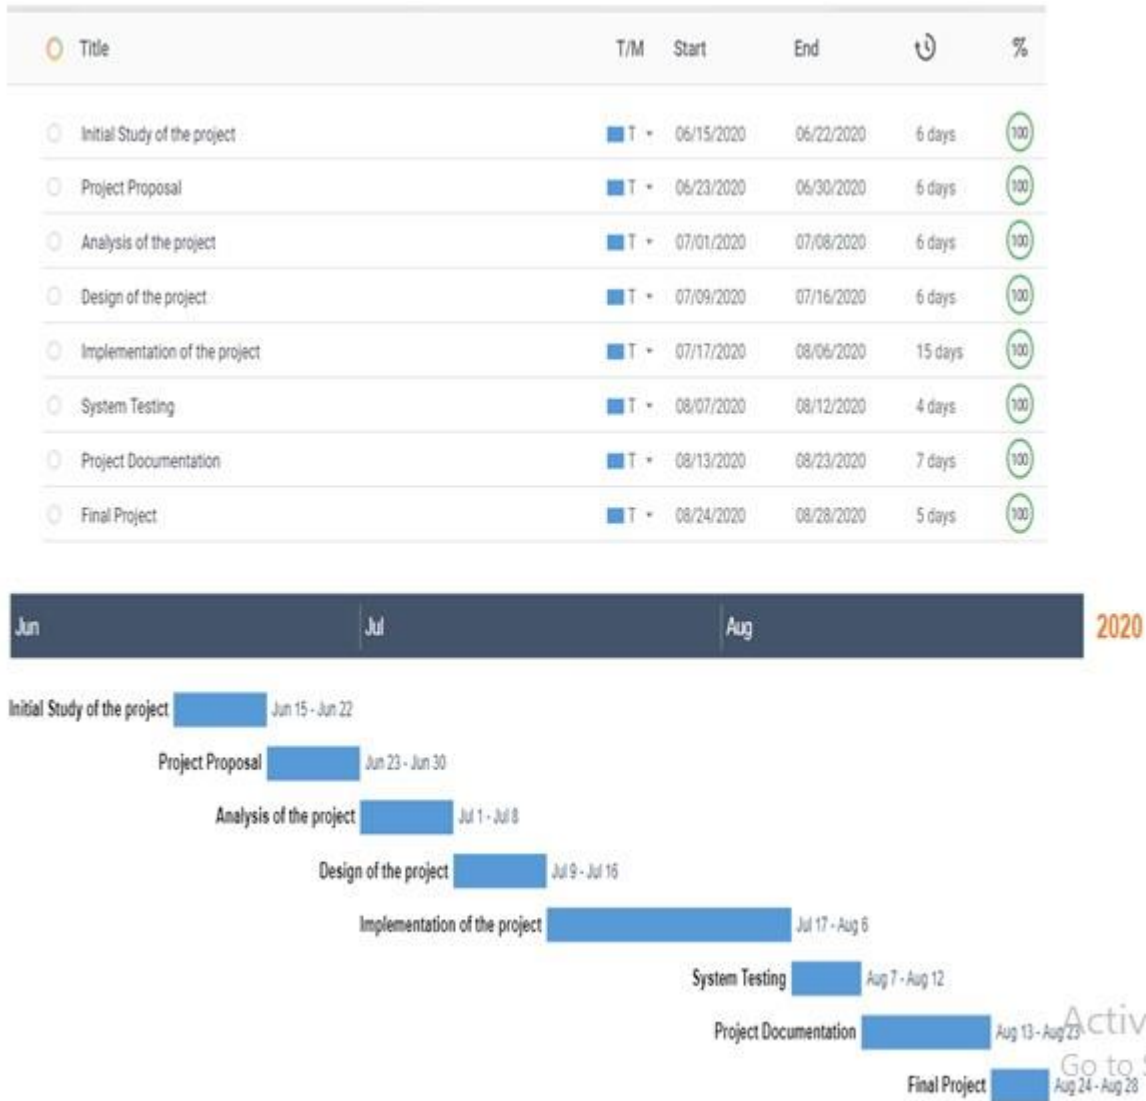 Title T/M Start End %
Initial Study of the project T 06/15/2020 06/22/2020 6 days 100
Project Proposal T 06/23/2020 06/30/2020 6 days 100
Analysis of the project T 07/01/2020 07/08/2020 6 days 100
Design of the project T 07/09/2020 07/16/2020 6 days 100
Implementation of the project T 07/17/2020 08/06/2020 15 days 100
System Testing T 08/07/2020 08/12/2020 4 days 100
Project Documentation T 08/13/2020 08/23/2020 7 days 100
Final Project T 08/24/2020 08/28/2020 5 days 100
Jun Jul Aug 2020
Initial Study of the project Jun 15 - Jun 22
Project Proposal Jun 23 - Jun 30
Analysis of the project Jul 1 - Jul 8
Design of the project Jul 9 - Jul 16
Implementation of the project Jul 17 - Aug 6
System Testing Aug 7 - Aug 12
Project Documentation Aug 13 - Aug 23
Activ
Go to S
Final Project Aug 24 - Aug 28